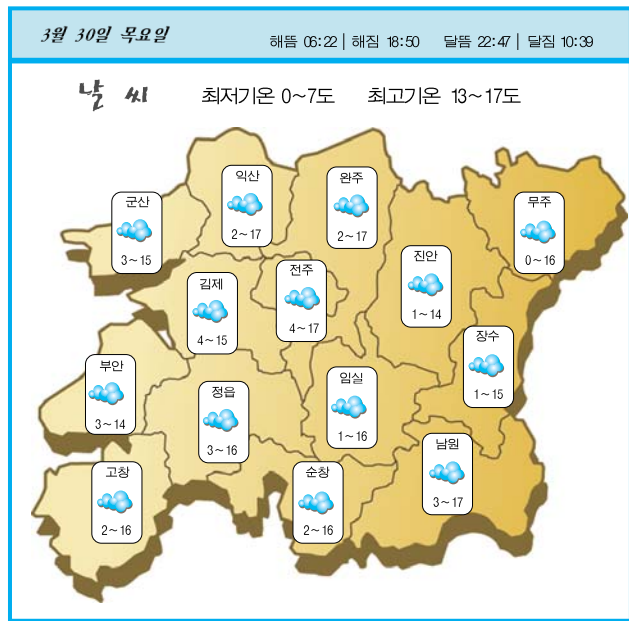 3월 30일 목요일
해뜸 06:22 | 해짐 18:50 달뜸 22:47 | 달짐 10:39
날 씨 최저기온 0~7도 최고기온 13~17도
익산
2~17
완주
2~17
군산
3~15
무주
0~16
진안
1~14
전주
4~17
김제
4~15
장수
1~15
부안
3~14
정읍
3~16
임실
1~16
남원
3~17
고창
2~16
순창
2~16